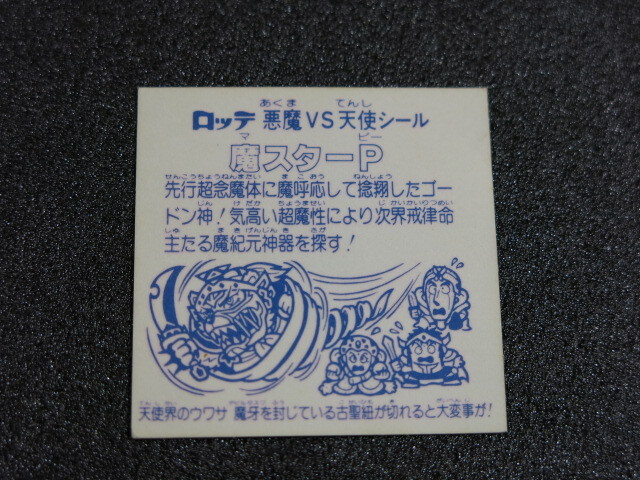 ロッテ 悪魔VS天使シール
魔スターP
先行超念魔体に魔呼応して捻翔したゴー
ドン神！気高い超魔性により次界戒律命
主たる魔紀元神器を探す！
天使界のウワサ 魔牙を封じている古聖紐が切れると大変事が！